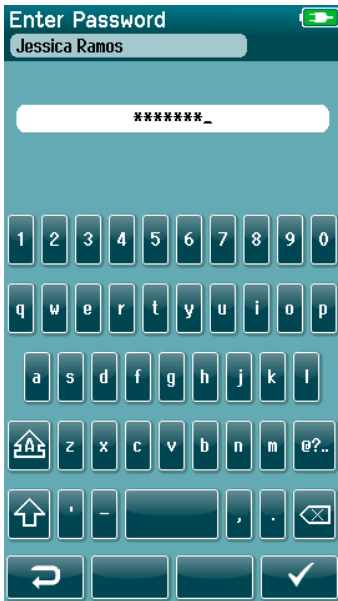 Enter Password
Jessica Ramos
*******_
1 2 3 4 5 6 7 8 9 0
q w e r t y u i o p
a s d f g h j k l
A z x c v b n m @?..
' - , .